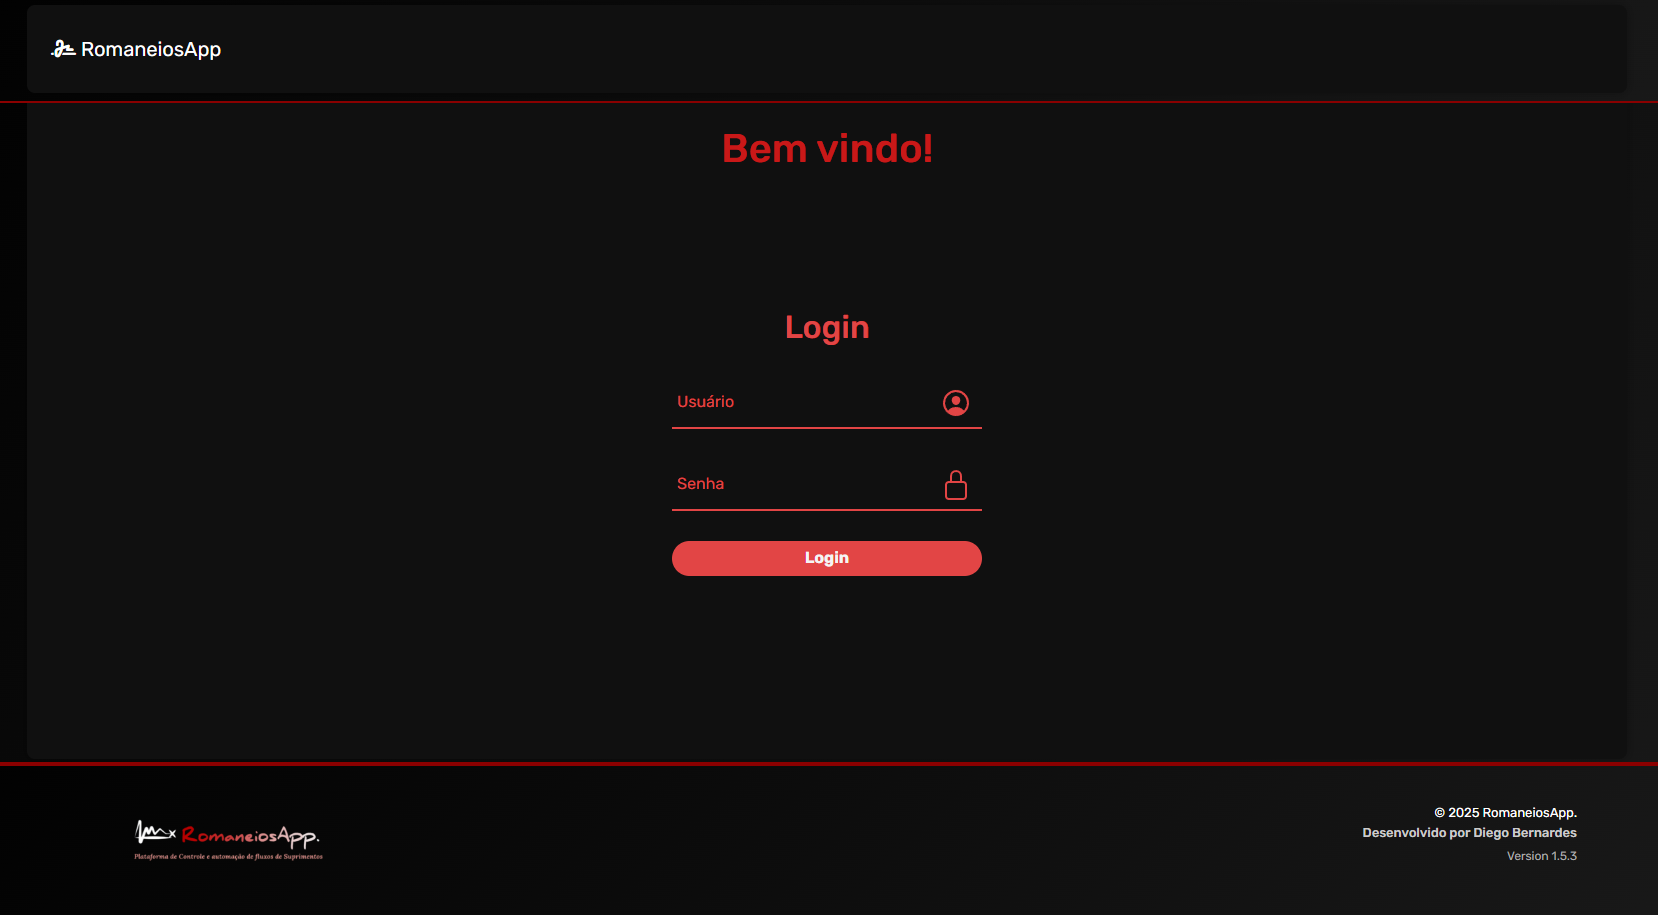 RomaneiosApp
Bem vindo!
Login
Usuário
Senha
Login
RomaneiosApp.
Plataforma de Controle e automação de fluxos de Suprimentos
© 2025 RomaneiosApp.
Desenvolvido por Diego Bernardes
Version 1.5.3